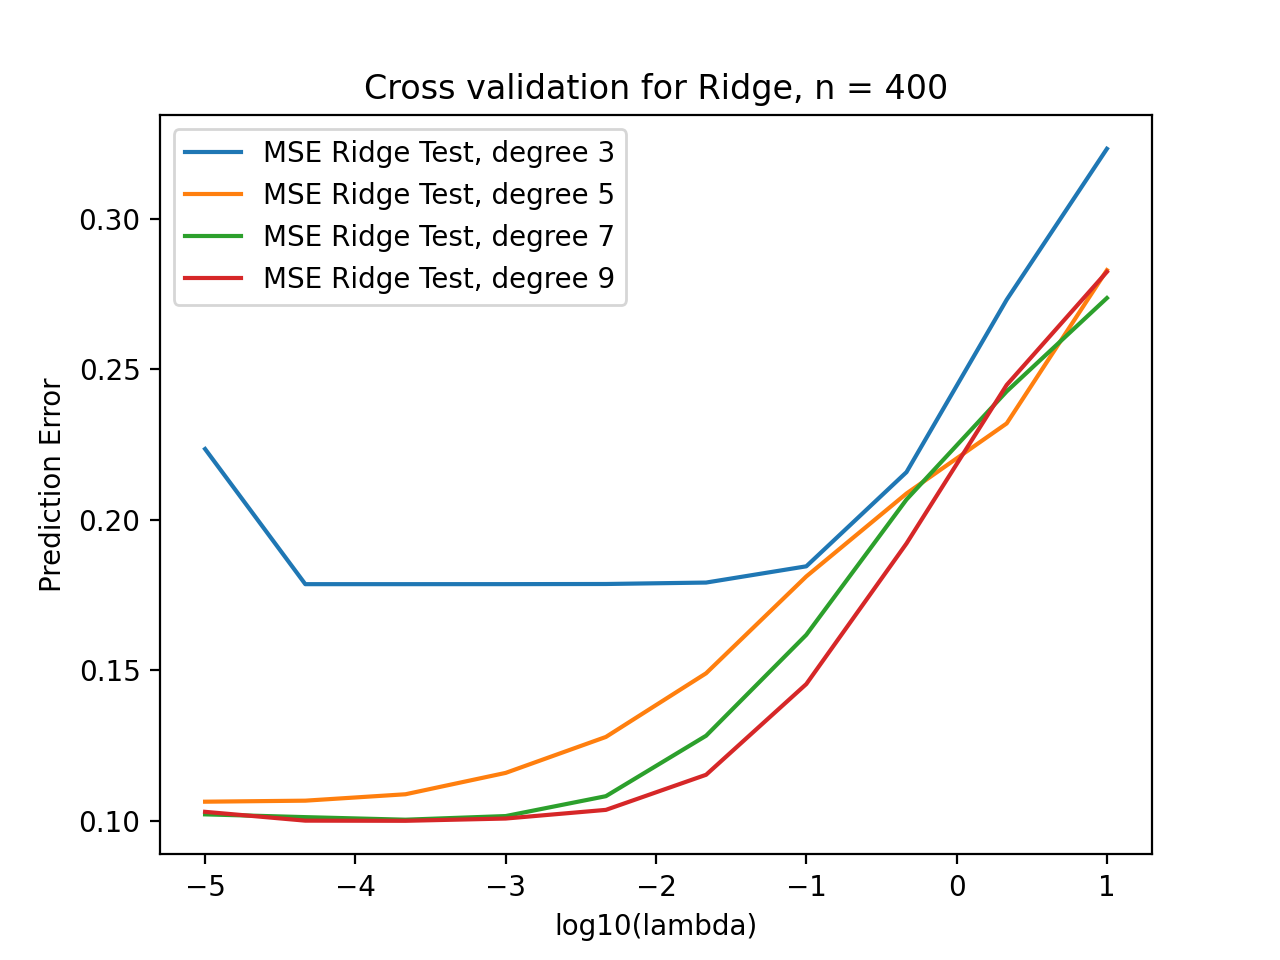 Cross validation for Ridge, n = 400
MSE Ridge Test, degree 3
MSE Ridge Test, degree 5
MSE Ridge Test, degree 7
MSE Ridge Test, degree 9
Prediction Error
0.30
0.25
0.20
0.15
0.10
−5 −4 −3 −2 −1 0 1
log10(lambda)